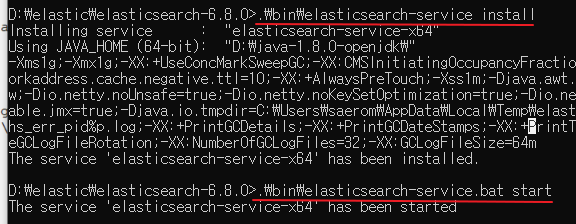 D:₩elastic₩elasticsearch-6.8.0>.₩bin₩elasticsearch-service install
Installing service      :  "elasticsearch-service-x64"
Using JAVA_HOME (64-bit):  "D:₩java-1.8.0-openjdk₩"
-Xms1g;-Xmx1g;-XX:+UseConcMarkSweepGC;-XX:CMSInitiatingOccupancyFractio
orkaddress.cache.negative.ttl=10;-XX:+AlwaysPreTouch;-Xss1m;-Djava.awt.
w;-Dio.netty.noUnsafe=true;-Dio.netty.noKeySetOptimization=true;-Dio.ne
gable.jmx=true;-Djava.io.tmpdir=C:₩Users₩saerom₩AppData₩Local₩Temp₩elast
₩hs_err_pid%p.log;-XX:+PrintGCDetails;-XX:+PrintGCDateStamps;-XX:+PrintT
eGCLogFileRotation;-XX:NumberOfGCLogFiles=32;-XX:GCLogFileSize=64m
The service 'elasticsearch-service-x64' has been installed.
D:₩elastic₩elasticsearch-6.8.0>.₩bin₩elasticsearch-service.bat start
The service 'elasticsearch-service-x64' has been started